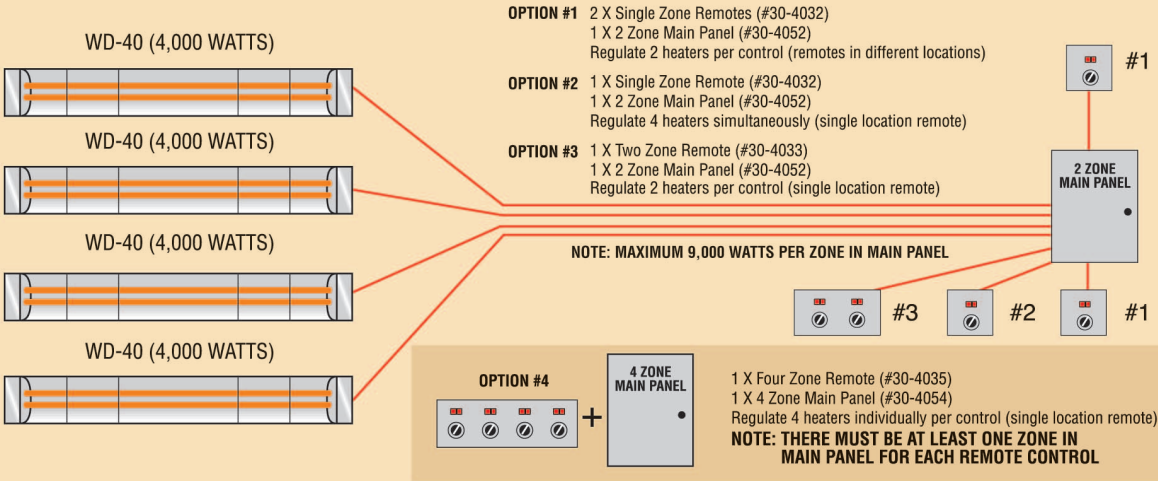 OPTION #1 2 X Single Zone Remotes (#30-4032)
1 X 2 Zone Main Panel (#30-4052)
Regulate 2 heaters per control (remotes in different locations)
OPTION #2 1 X Single Zone Remote (#30-4032)
1 X 2 Zone Main Panel (#30-4052)
Regulate 4 heaters simultaneously (single location remote)
OPTION #3 1 X Two Zone Remote (#30-4033)
1 X 2 Zone Main Panel (#30-4052)
Regulate 2 heaters per control (single location remote)
WD-40 (4,000 WATTS)
WD-40 (4,000 WATTS)
WD-40 (4,000 WATTS)
WD-40 (4,000 WATTS)
#1
2 ZONE
MAIN PANEL
NOTE: MAXIMUM 9,000 WATTS PER ZONE IN MAIN PANEL
#3
#2
#1
OPTION #4
+
4 ZONE
MAIN PANEL
1 X Four Zone Remote (#30-4035)
1 X 4 Zone Main Panel (#30-4054)
Regulate 4 heaters individually per control (single location remote)
NOTE: THERE MUST BE AT LEAST ONE ZONE IN
MAIN PANEL FOR EACH REMOTE CONTROL